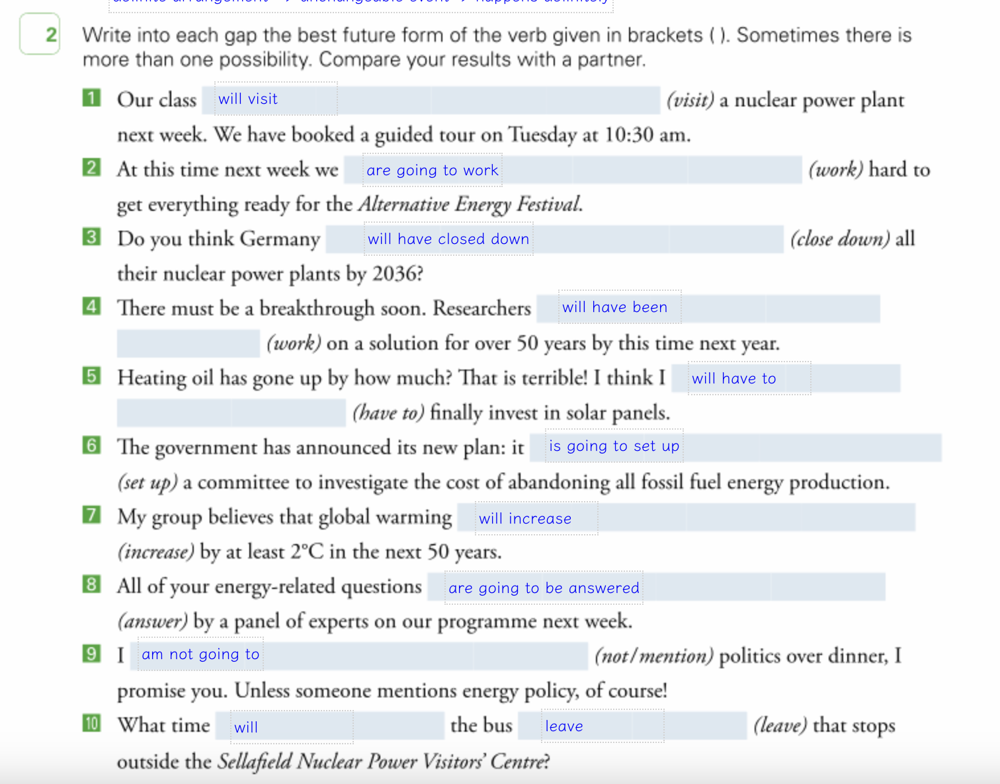 definite arrangement -> unchangeable event -> happens definitely
2 Write into each gap the best future form of the verb given in brackets ( ). Sometimes there is
more than one possibility. Compare your results with a partner.
1 Our class will visit (visit) a nuclear power plant
next week. We have booked a guided tour on Tuesday at 10:30 am.
2 At this time next week we are going to work (work) hard to
get everything ready for the Alternative Energy Festival.
3 Do you think Germany will have closed down (close down) all
their nuclear power plants by 2036?
4 There must be a breakthrough soon. Researchers will have been
(work) on a solution for over 50 years by this time next year.
5 Heating oil has gone up by how much? That is terrible! I think I will have to
(have to) finally invest in solar panels.
6 The government has announced its new plan: it is going to set up
(set up) a committee to investigate the cost of abandoning all fossil fuel energy production.
7 My group believes that global warming will increase
(increase) by at least 2°C in the next 50 years.
8 All of your energy-related questions are going to be answered
(answer) by a panel of experts on our programme next week.
9 I am not going to (not/mention) politics over dinner, I
promise you. Unless someone mentions energy policy, of course!
10 What time will the bus leave (leave) that stops
outside the Sellafield Nuclear Power Visitors' Centre?